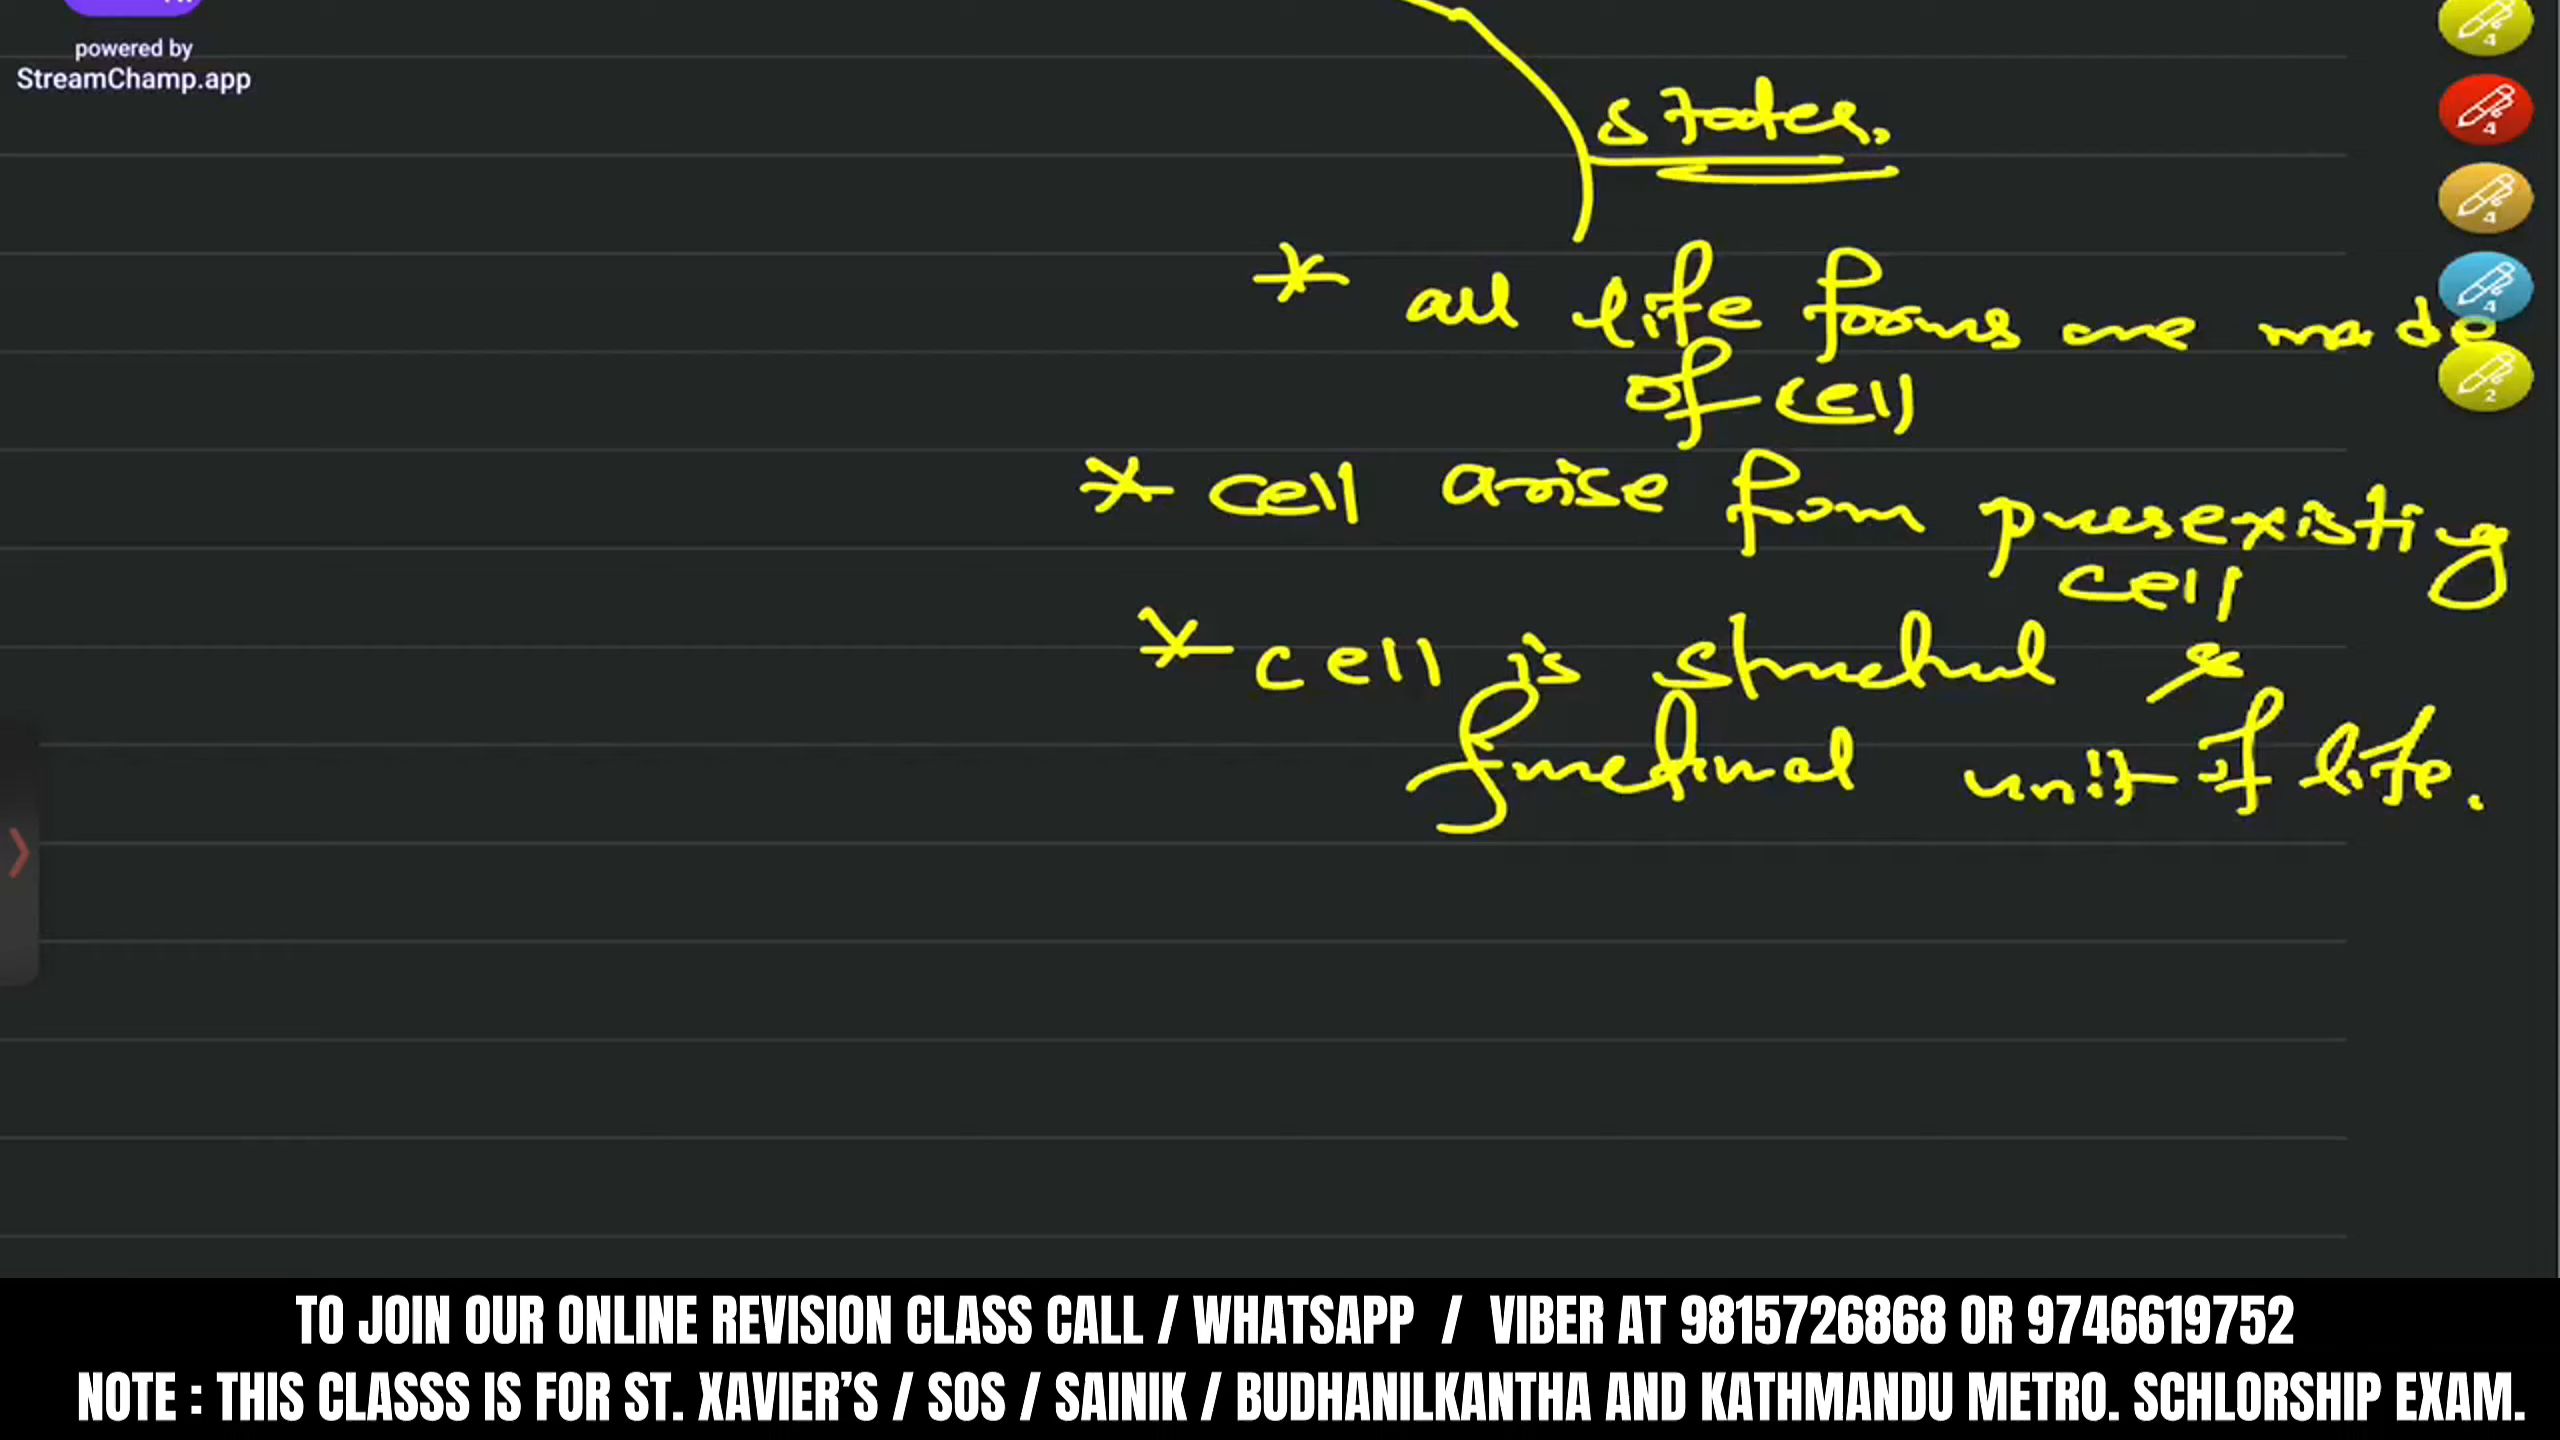 powered by
StreamChamp.app
states.
* all life forms are made
of cell
* cell arise from presexisting
cell
* cell is structul &
functional unit of life.
TO JOIN OUR ONLINE REVISION CLASS CALL / WHATSAPP / VIBER AT 9815726868 OR 9746619752
NOTE : THIS CLASSS IS FOR ST. XAVIER'S / SOS / SAINIK / BUDHANILKANTHA AND KATHMANDU METRO. SCHLORSHIP EXAM.